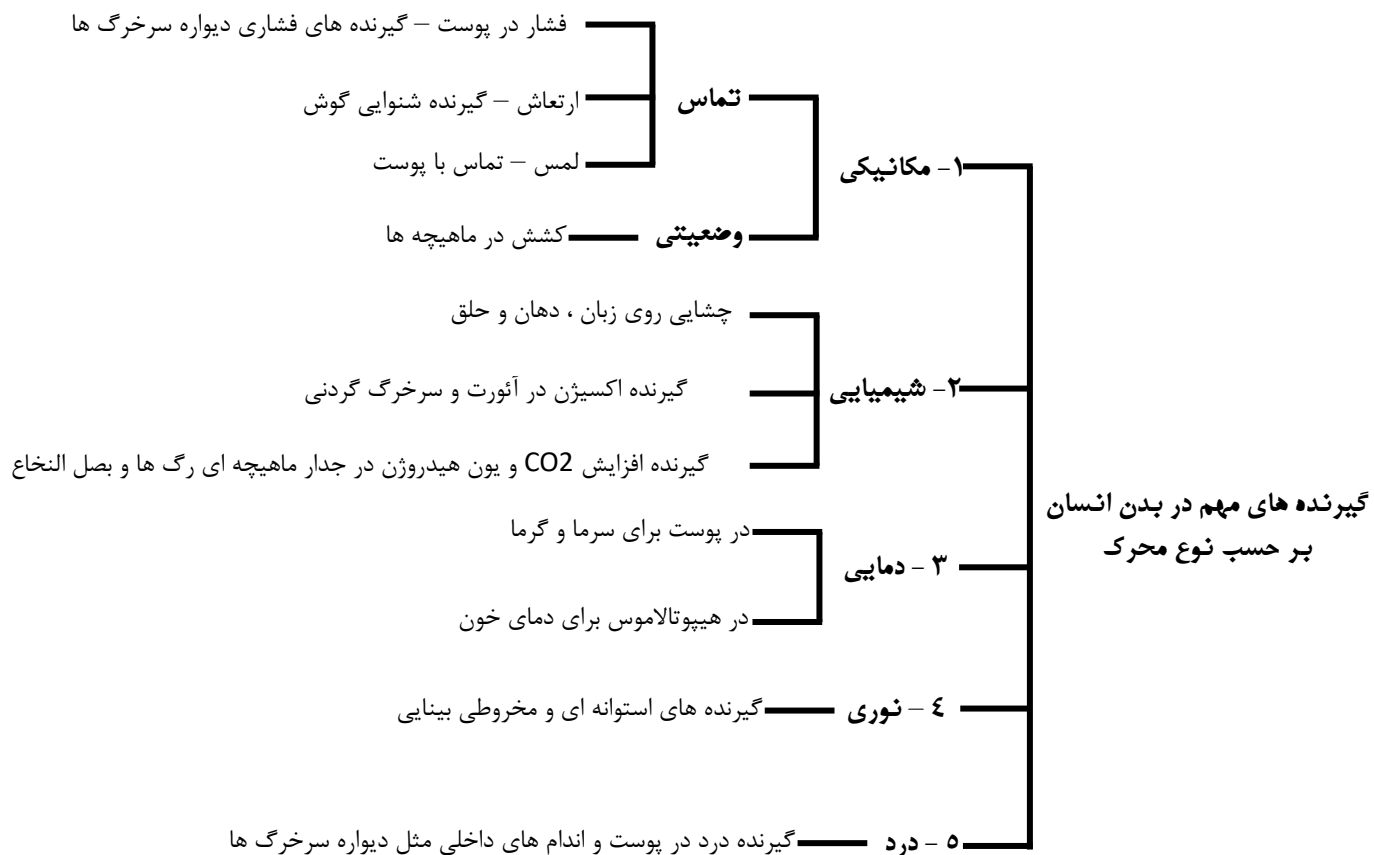 گیرنده های مهم در بدن انسان
بر حسب نوع محرک
۱- مکانیکی
تماس
فشار در پوست – گیرنده های فشاری دیواره سرخرگ ها
ارتعاش – گیرنده شنوایی گوش
لمس – تماس با پوست
وضعیتی
کشش در ماهیچه ها
۲- شیمیایی
چشایی روی زبان ، دهان و حلق
گیرنده اکسیژن در آئورت و سرخرگ گردنی
گیرنده افزایش CO2 و یون هیدروژن در جدار ماهیچه ای رگ ها و بصل النخاع
۳ - دمایی
در پوست برای سرما و گرما
در هیپوتالاموس برای دمای خون
٤ – نوری
گیرنده های استوانه ای و مخروطی بینایی
۵ - درد
گیرنده درد در پوست و اندام های داخلی مثل دیواره سرخرگ ها